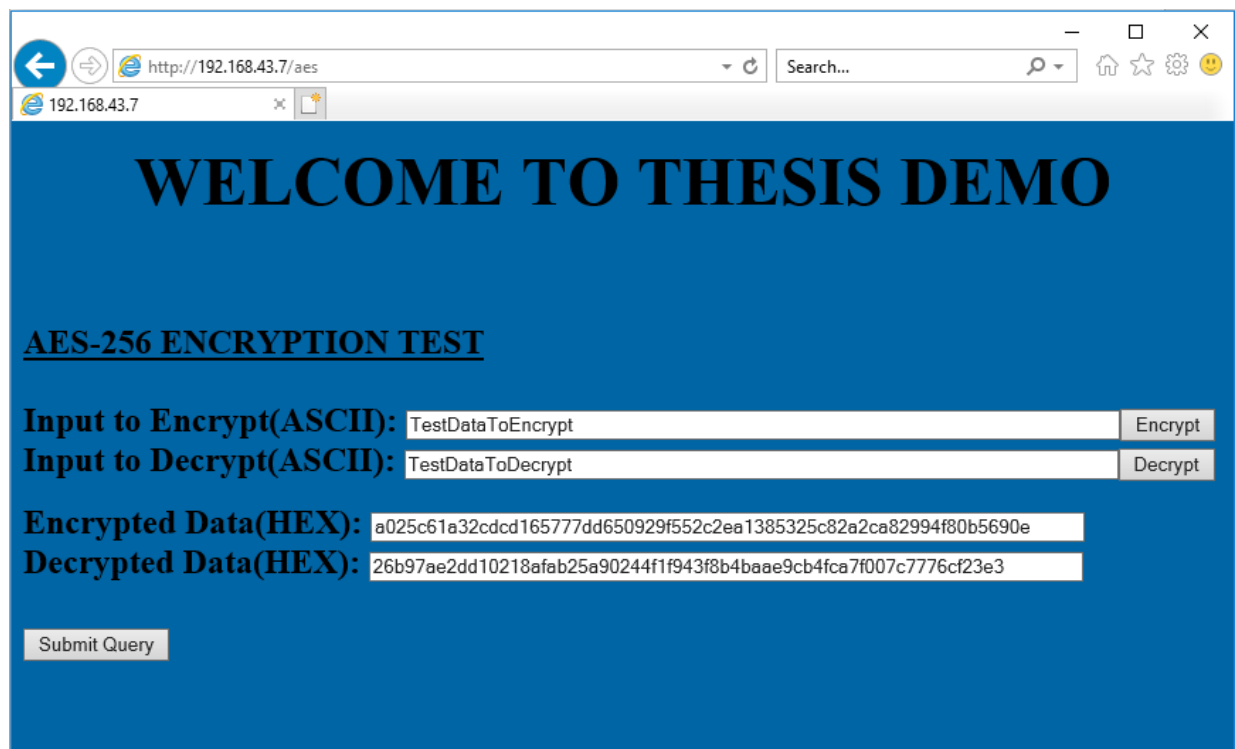 http://192.168.43.7/aes
Search...
192.168.43.7
WELCOME TO THESIS DEMO
AES-256 ENCRYPTION TEST
Input to Encrypt(ASCII): TestDataToEncrypt Encrypt
Input to Decrypt(ASCII): TestDataToDecrypt Decrypt
Encrypted Data(HEX): a025c61a32cdcd165777dd650929f552c2ea1385325c82a2ca82994f80b5690e
Decrypted Data(HEX): 26b97ae2dd10218afab25a90244f1f943f8b4baae9cb4fca7f007c7776cf23e3
Submit Query